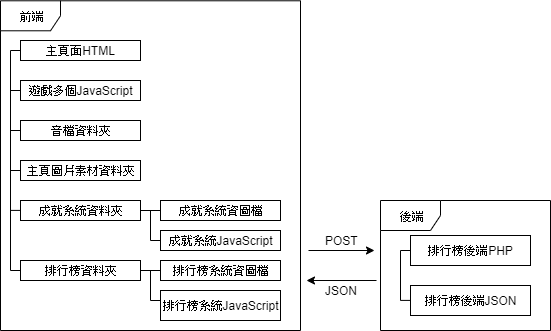 前端
主頁面HTML
遊戲多個JavaScript
音檔資料夾
主頁圖片素材資料夾
成就系統資料夾
成就系統資圖檔
成就系統JavaScript
排行榜資料夾
排行榜系統資圖檔
排行榜系統JavaScript
POST
JSON
後端
排行榜後端PHP
排行榜後端JSON